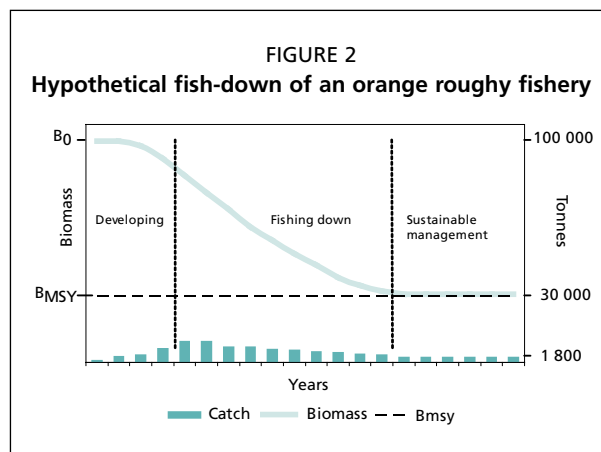 FIGURE 2
Hypothetical fish-down of an orange roughy fishery
B0
100 000
Biomass
Developing
Fishing down
Sustainable
management
Tonnes
BMSY
30 000
1 800
Years
Catch Biomass Bmsy